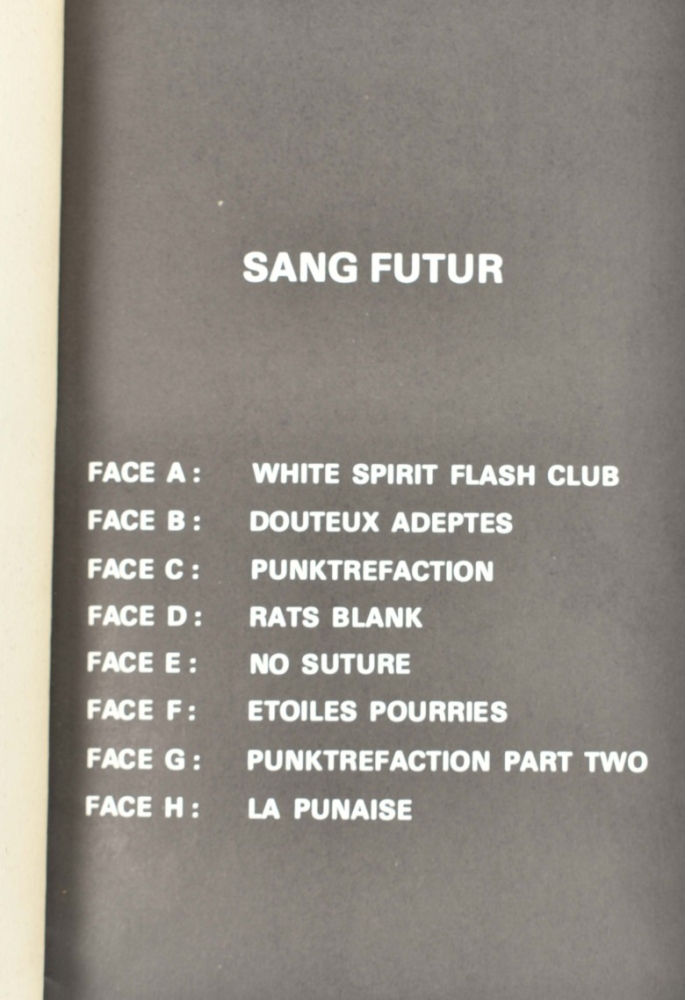 SANG FUTUR
FACE A : WHITE SPIRIT FLASH CLUB
FACE B : DOUTEUX ADEPTES
FACE C : PUNKTREFACTION
FACE D : RATS BLANK
FACE E : NO SUTURE
FACE F : ETOILES POURRIES
FACE G : PUNKTREFACTION PART TWO
FACE H : LA PUNAISE